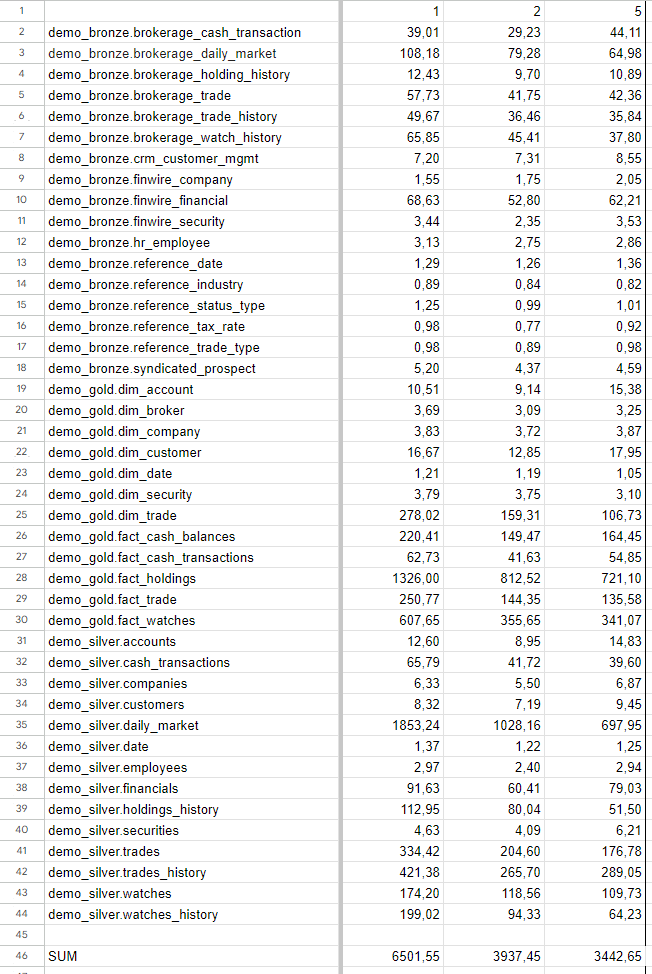 1 1 2 5
2 demo_bronze.brokerage_cash_transaction 39,01 29,23 44,11
3 demo_bronze.brokerage_daily_market 108,18 79,28 64,98
4 demo_bronze.brokerage_holding_history 12,43 9,70 10,89
5 demo_bronze.brokerage_trade 57,73 41,75 42,36
6 demo_bronze.brokerage_trade_history 49,67 36,46 35,84
7 demo_bronze.brokerage_watch_history 65,85 45,41 37,80
8 demo_bronze.crm_customer_mgmt 7,20 7,31 8,55
9 demo_bronze.finwire_company 1,55 1,75 2,05
10 demo_bronze.finwire_financial 68,63 52,80 62,21
11 demo_bronze.finwire_security 3,44 2,35 3,53
12 demo_bronze.hr_employee 3,13 2,75 2,86
13 demo_bronze.reference_date 1,29 1,26 1,36
14 demo_bronze.reference_industry 0,89 0,84 0,82
15 demo_bronze.reference_status_type 1,25 0,99 1,01
16 demo_bronze.reference_tax_rate 0,98 0,77 0,92
17 demo_bronze.reference_trade_type 0,98 0,89 0,98
18 demo_bronze.syndicated_prospect 5,20 4,37 4,59
19 demo_gold.dim_account 10,51 9,14 15,38
20 demo_gold.dim_broker 3,69 3,09 3,25
21 demo_gold.dim_company 3,83 3,72 3,87
22 demo_gold.dim_customer 16,67 12,85 17,95
23 demo_gold.dim_date 1,21 1,19 1,05
24 demo_gold.dim_security 3,79 3,75 3,10
25 demo_gold.dim_trade 278,02 159,31 106,73
26 demo_gold.fact_cash_balances 220,41 149,47 164,45
27 demo_gold.fact_cash_transactions 62,73 41,63 54,85
28 demo_gold.fact_holdings 1326,00 812,52 721,10
29 demo_gold.fact_trade 250,77 144,35 135,58
30 demo_gold.fact_watches 607,65 355,65 341,07
31 demo_silver.accounts 12,60 8,95 14,83
32 demo_silver.cash_transactions 65,79 41,72 39,60
33 demo_silver.companies 6,33 5,50 6,87
34 demo_silver.customers 8,32 7,19 9,45
35 demo_silver.daily_market 1853,24 1028,16 697,95
36 demo_silver.date 1,37 1,22 1,25
37 demo_silver.employees 2,97 2,40 2,94
38 demo_silver.financials 91,63 60,41 79,03
39 demo_silver.holdings_history 112,95 80,04 51,50
40 demo_silver.securities 4,63 4,09 6,21
41 demo_silver.trades 334,42 204,60 176,78
42 demo_silver.trades_history 421,38 265,70 289,05
43 demo_silver.watches 174,20 118,56 109,73
44 demo_silver.watches_history 199,02 94,33 64,23
45
46 SUM 6501,55 3937,45 3442,65